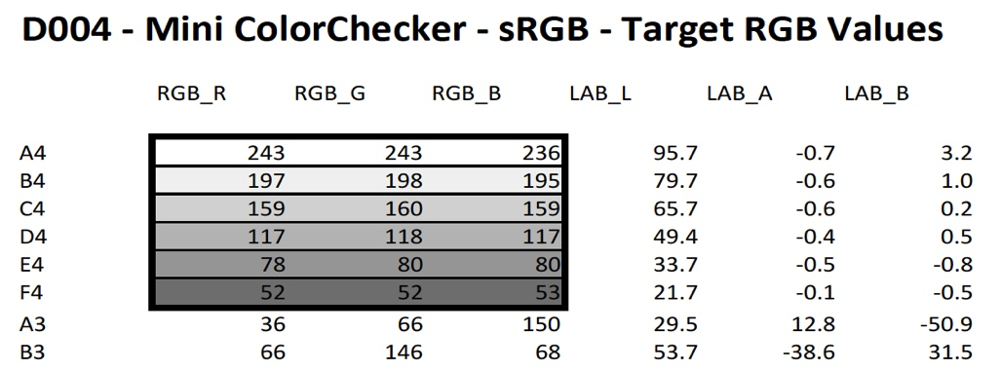 D004 - Mini ColorChecker - sRGB - Target RGB Values
RGB_R RGB_G RGB_B LAB_L LAB_A LAB_B
A4 243 243 236 95.7 -0.7 3.2
B4 197 198 195 79.7 -0.6 1.0
C4 159 160 159 65.7 -0.6 0.2
D4 117 118 117 49.4 -0.4 0.5
E4 78 80 80 33.7 -0.5 -0.8
F4 52 52 53 21.7 -0.1 -0.5
A3 36 66 150 29.5 12.8 -50.9
B3 66 146 68 53.7 -38.6 31.5